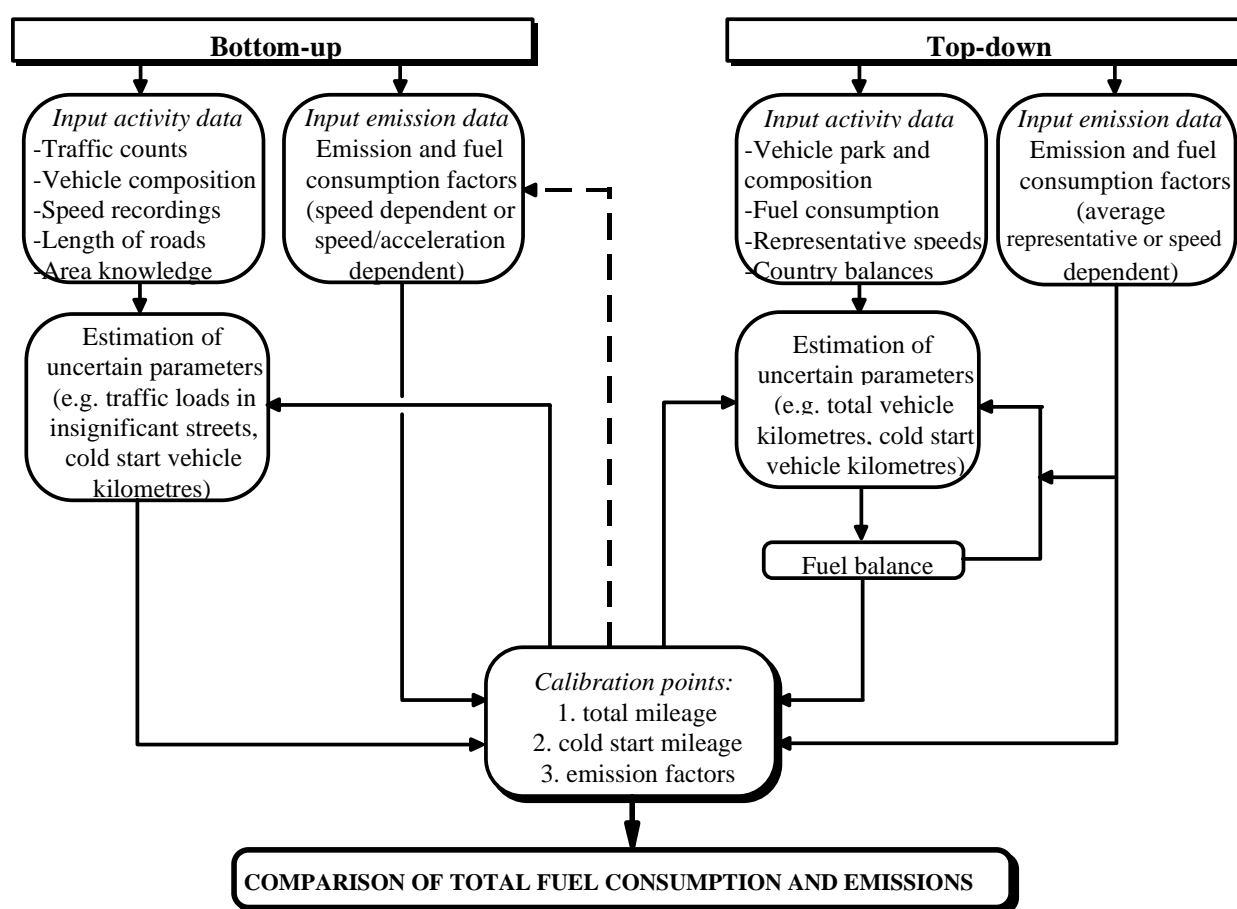 Bottom-up
Input activity data
-Traffic counts
-Vehicle composition
-Speed recordings
-Length of roads
-Area knowledge
Input emission data
Emission and fuel
consumption factors
(speed dependent or
speed/acceleration
dependent)
Estimation of
uncertain parameters
(e.g. traffic loads in
insignificant streets,
cold start vehicle
kilometres)
Top-down
Input activity data
-Vehicle park and
composition
-Fuel consumption
-Representative speeds
-Country balances
Input emission data
Emission and fuel
consumption factors
(average
representative or speed
dependent)
Estimation of
uncertain parameters
(e.g. total vehicle
kilometres, cold start
vehicle kilometres)
Fuel balance
Calibration points:
1. total mileage
2. cold start mileage
3. emission factors
COMPARISON OF TOTAL FUEL CONSUMPTION AND EMISSIONS